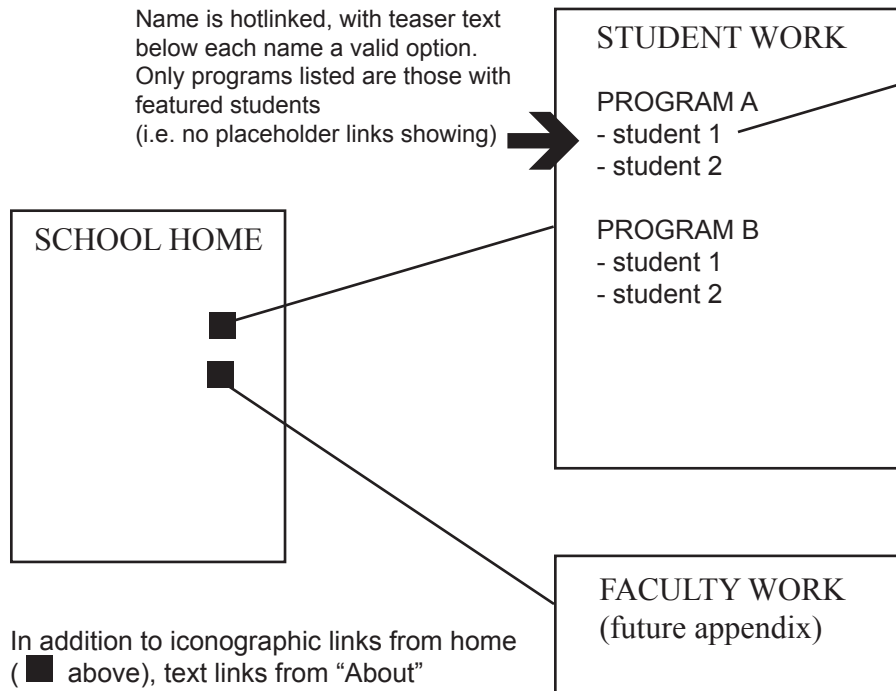 Name is hotlinked, with teaser text
below each name a valid option.
Only programs listed are those with
featured students
(i.e. no placeholder links showing)
STUDENT WORK
PROGRAM A
- student 1
- student 2
PROGRAM B
- student 1
- student 2
SCHOOL HOME
FACULTY WORK
(future appendix)
In addition to iconographic links from home
( ■ above), text links from “About”